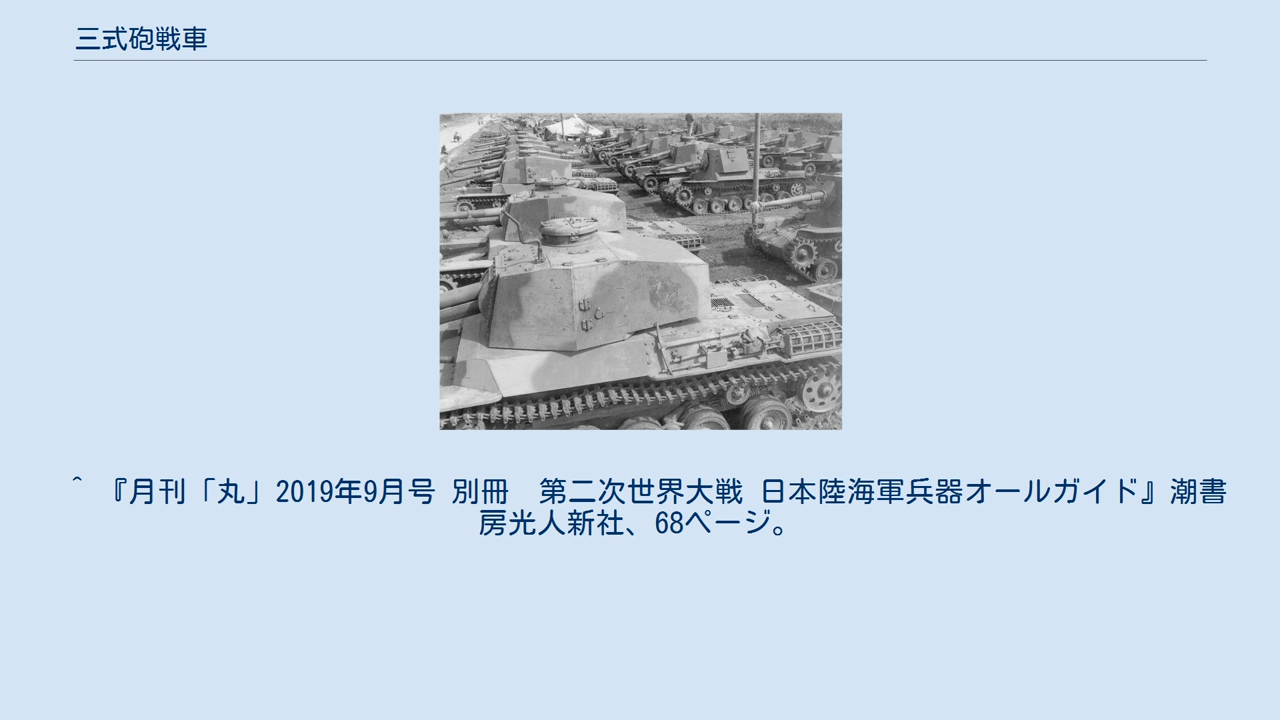 三式砲戦車
^ 『月刊「丸」2019年9月号 別冊　第二次世界大戦 日本陸海軍兵器オールガイド』潮書
房光人新社、68ページ。